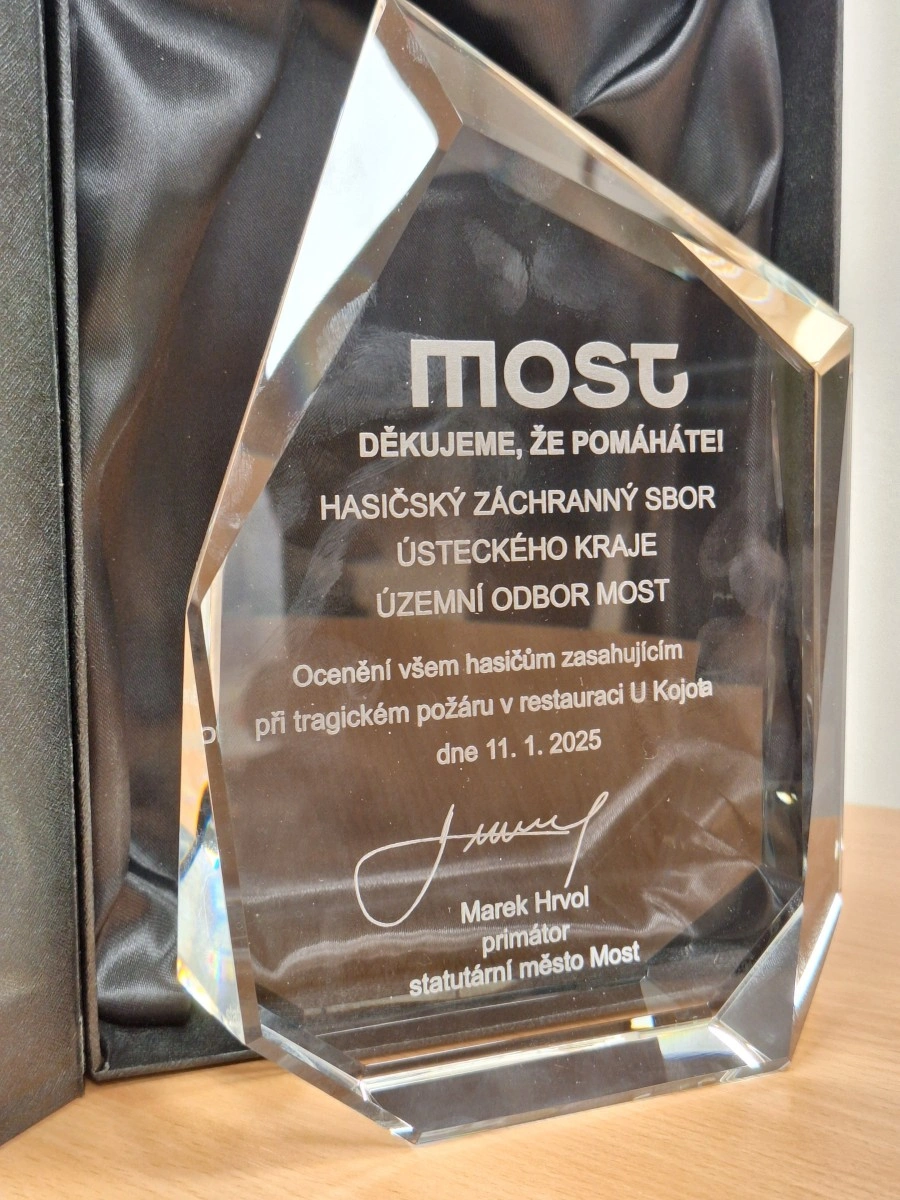 most
DĚKUJEME, ŽE POMÁHÁTE!
HASIČSKÝ ZÁCHRANNÝ SBOR
ÚSTECKÉHO KRAJE
ÚZEMNÍ ODBOR MOST
Ocenění všem hasičům zasahujícím
při tragickém požáru v restauraci U Kojota
dne 11. 1. 2025
Marek Hrvol
primátor
statutární město Most